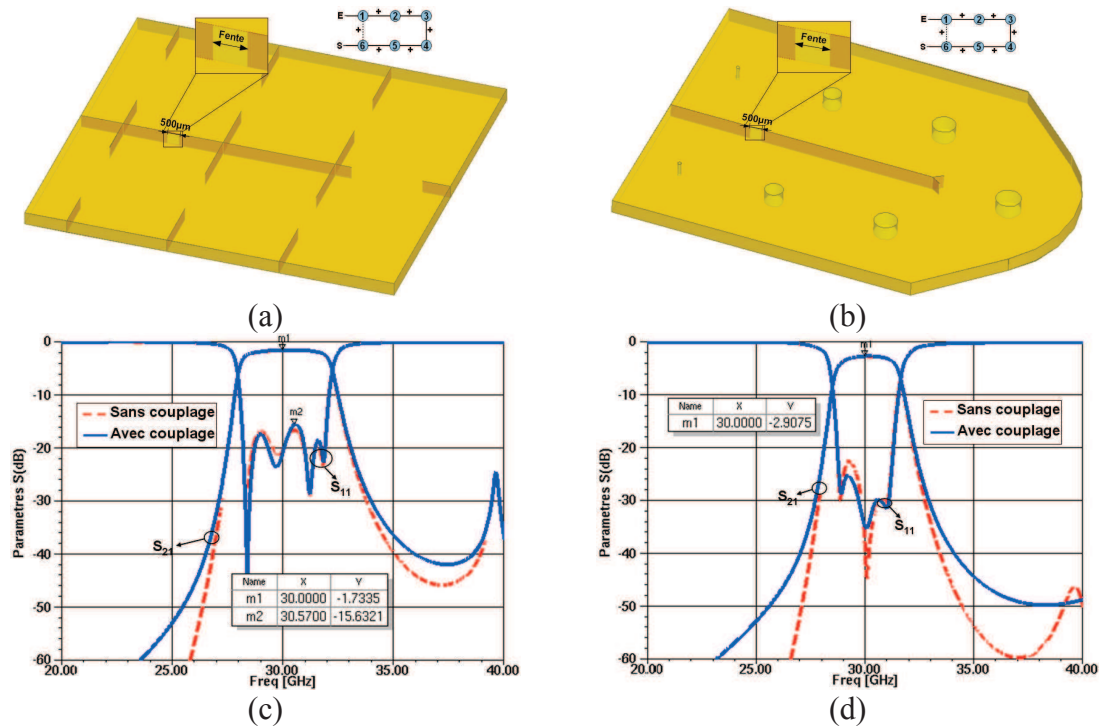 (a)
Fente
500µm
E 1 + 2 + 3
+ +
S 6 + 5 + 4
(b)
Fente
500µm
E 1 + 2 + 3
+ +
S 6 + 5 + 4
(c)
Parametres S(dB)
0
-10
-20
-30
-40
-50
-60
20.00 25.00 30.00 35.00 40.00
Freq [GHz]
m1
m2
Sans couplage
Avec couplage
S11
S21
Name X Y
m1 30.0000 -1.7335
m2 30.5700 -15.6321
(d)
Parametres S(dB)
0
-10
-20
-30
-40
-50
-60
20.00 25.00 30.00 35.00 40.00
Freq [GHz]
m1
Name X Y
m1 30.0000 -2.9075
Sans couplage
Avec couplage
S21
S11